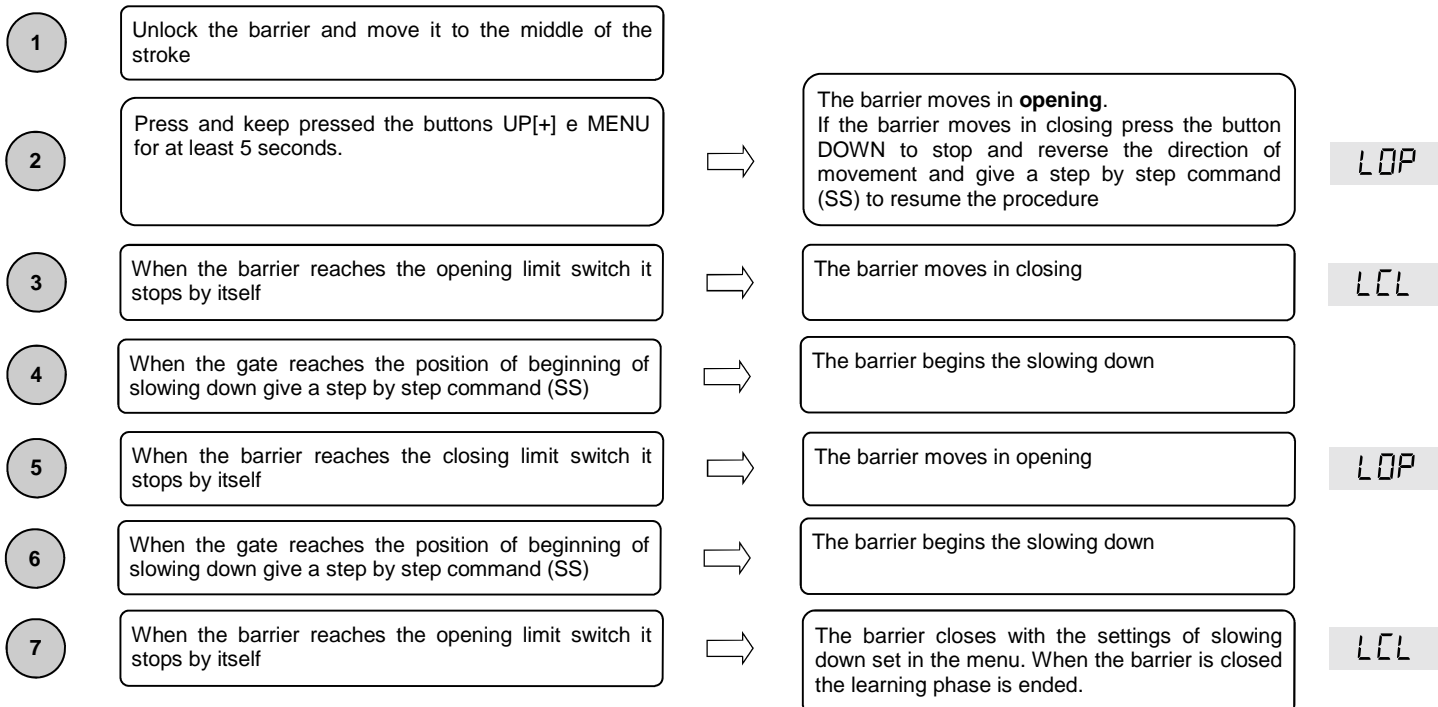 1
Unlock the barrier and move it to the middle of the
stroke
2
Press and keep pressed the buttons UP[+] e MENU
for at least 5 seconds.
The barrier moves in opening.
If the barrier moves in closing press the button
DOWN to stop and reverse the direction of
movement and give a step by step command
(SS) to resume the procedure
LOP
3
When the barrier reaches the opening limit switch it
stops by itself
The barrier moves in closing
LCL
4
When the gate reaches the position of beginning of
slowing down give a step by step command (SS)
The barrier begins the slowing down
5
When the barrier reaches the closing limit switch it
stops by itself
The barrier moves in opening
LOP
6
When the gate reaches the position of beginning of
slowing down give a step by step command (SS)
The barrier begins the slowing down
7
When the barrier reaches the opening limit switch it
stops by itself
The barrier closes with the settings of slowing
down set in the menu. When the barrier is closed
the learning phase is ended.
LCL